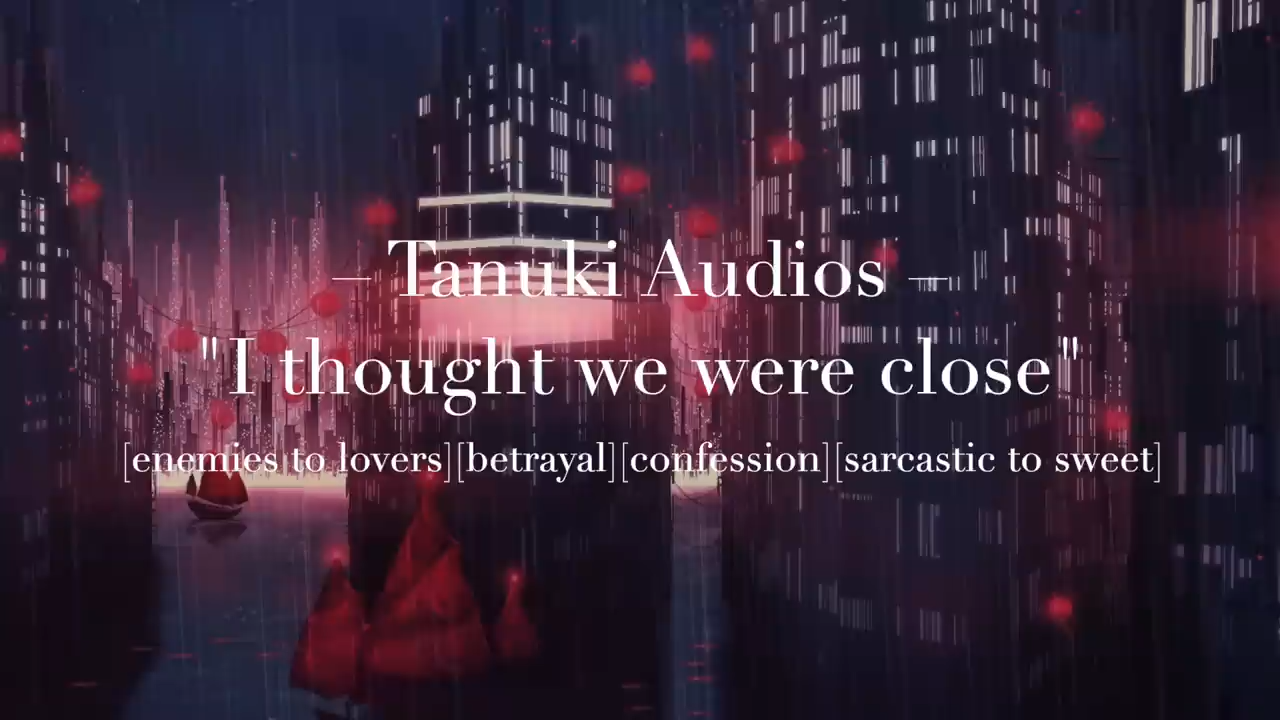 – Tanuki Audios –
"I thought we were close"
[enemies to lovers][betrayal][confession][sarcastic to sweet]